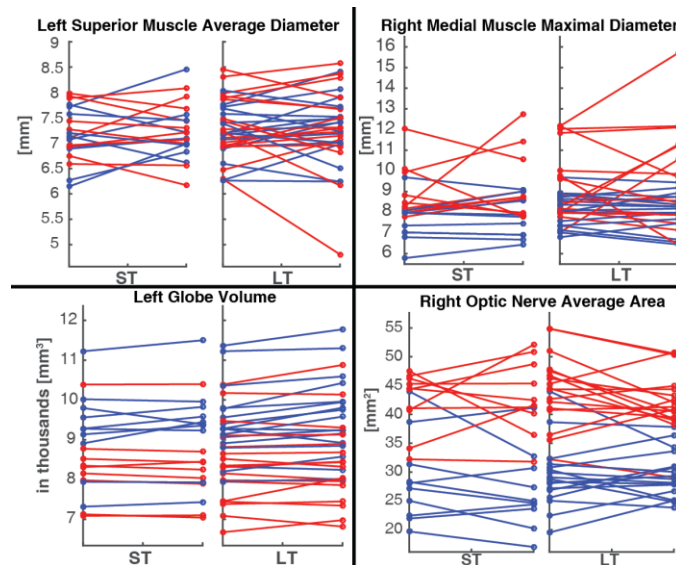 Left Superior Muscle Average Diameter
9
8.5
8
7.5
7
6.5
6
5.5
5
[mm]
ST
LT
Right Medial Muscle Maximal Diameter
16
15
14
13
12
11
10
9
8
7
6
[mm]
ST
LT
Left Globe Volume
12
11
10
9
8
7
in thousands [mm³]
ST
LT
Right Optic Nerve Average Area
55
50
45
40
35
30
25
20
[mm²]
ST
LT